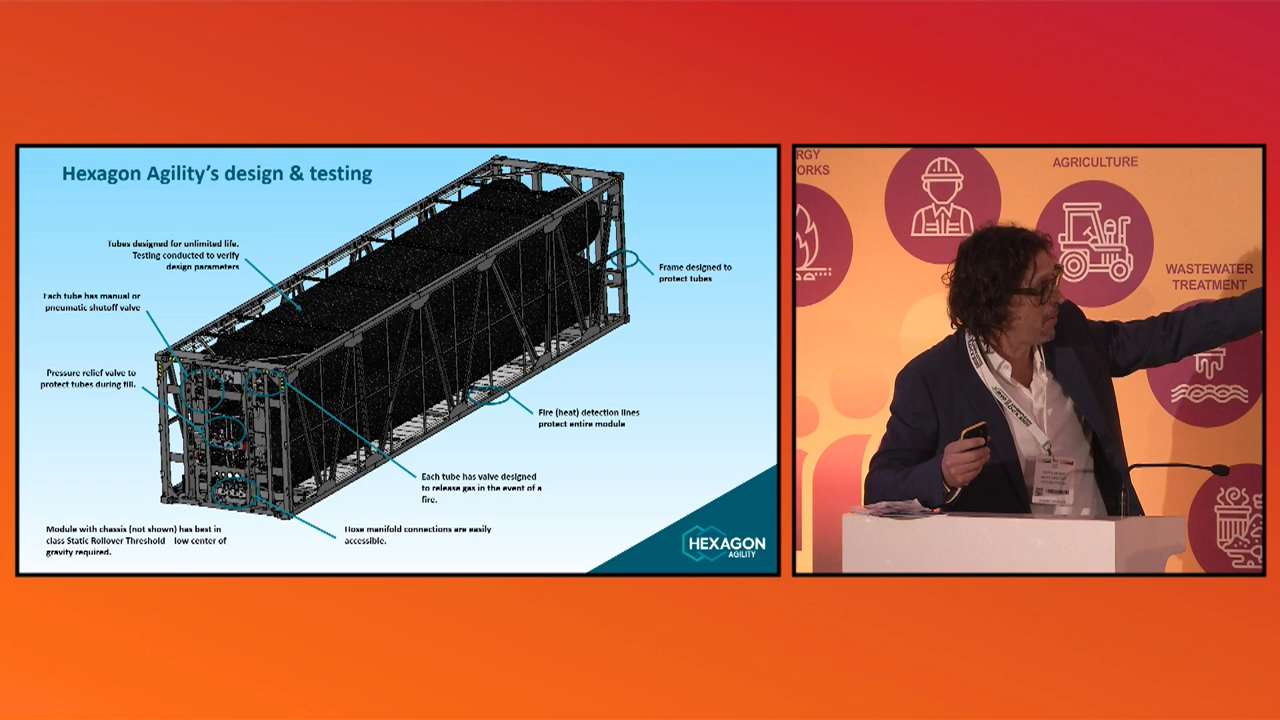 Hexagon Agility's design & testing
Tubes designed for unlimited life.
Testing conducted to verify
design parameters
Each tube has manual or
pneumatic shutoff valve
Pressure relief valve to
protect tubes during fill.
Frame designed to
protect tubes
Fire (heat) detection lines
protect entire module
Each tube has valve designed
to release gas in the event of a
fire.
Hose manifold connections are easily
accessible.
Module with chassis (not shown) has best in
class Static Rollover Threshold – low center of
gravity required.
HEXAGON
AGILITY
RGY
ORKS
AGRICULTURE
WASTEWATER
TREATMENT